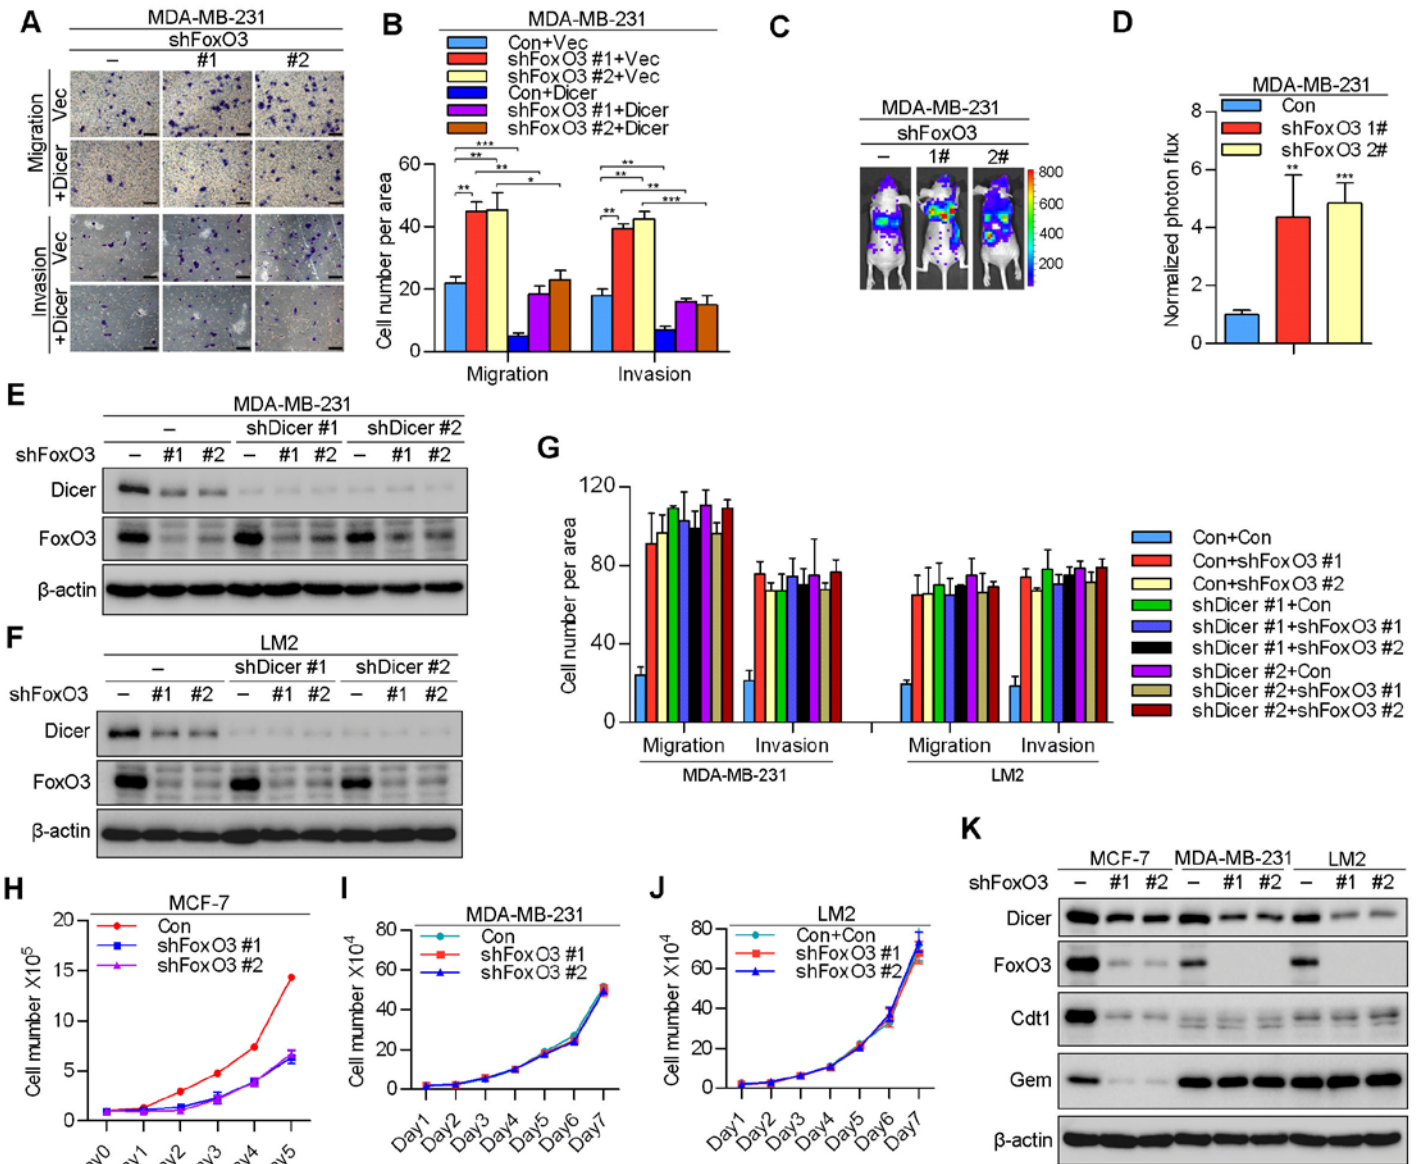 A
MDA-MB-231
shFoxO3
– #1 #2
Migration
Vec
+Dicer
Invasion
Vec
+Dicer
B
MDA-MB-231
Con+Vec
shFoxO3 #1+Vec
shFoxO3 #2+Vec
Con+Dicer
shFoxO3 #1+Dicer
shFoxO3 #2+Dicer
Cell number per area
60
40
20
0
***
**
**
**
*
**
**
**
**
***
Migration Invasion
C
MDA-MB-231
shFoxO3
– 1# 2#
800
600
400
200
D
MDA-MB-231
Con
shFoxO3 1#
shFoxO3 2#
Normalized photon flux
8
6
4
2
0
** ***
E
MDA-MB-231
– shDicer #1 shDicer #2
shFoxO3 – #1 #2 – #1 #2 – #1 #2
Dicer
FoxO3
β-actin
F
LM2
– shDicer #1 shDicer #2
shFoxO3 – #1 #2 – #1 #2 – #1 #2
Dicer
FoxO3
β-actin
G
Cell number per area
120
80
40
0
Migration Invasion Migration Invasion
MDA-MB-231 LM2
Con+Con
Con+shFoxO3 #1
Con+shFoxO3 #2
shDicer #1+Con
shDicer #1+shFoxO3 #1
shDicer #1+shFoxO3 #2
shDicer #2+Con
shDicer #2+shFoxO3 #1
shDicer #2+shFoxO3 #2
H
MCF-7
Con
shFoxO3 #1
shFoxO3 #2
Cell mumber X10⁵
20
15
10
5
0
I
MDA-MB-231
Con
shFoxO3 #1
shFoxO3 #2
Cell number X10⁻⁴
80
60
40
20
0
Day1 Day2 Day3 Day4 Day5 Day6 Day7
J
LM2
Con+Con
shFoxO3 #1
shFoxO3 #2
Cell number X10⁻⁴
80
60
40
20
0
Day1 Day2 Day3 Day4 Day5 Day6 Day7
K
MCF-7 MDA-MB-231 LM2
shFoxO3 – #1 #2 – #1 #2 – #1 #2
Dicer
FoxO3
Cdt1
Gem
β-actin